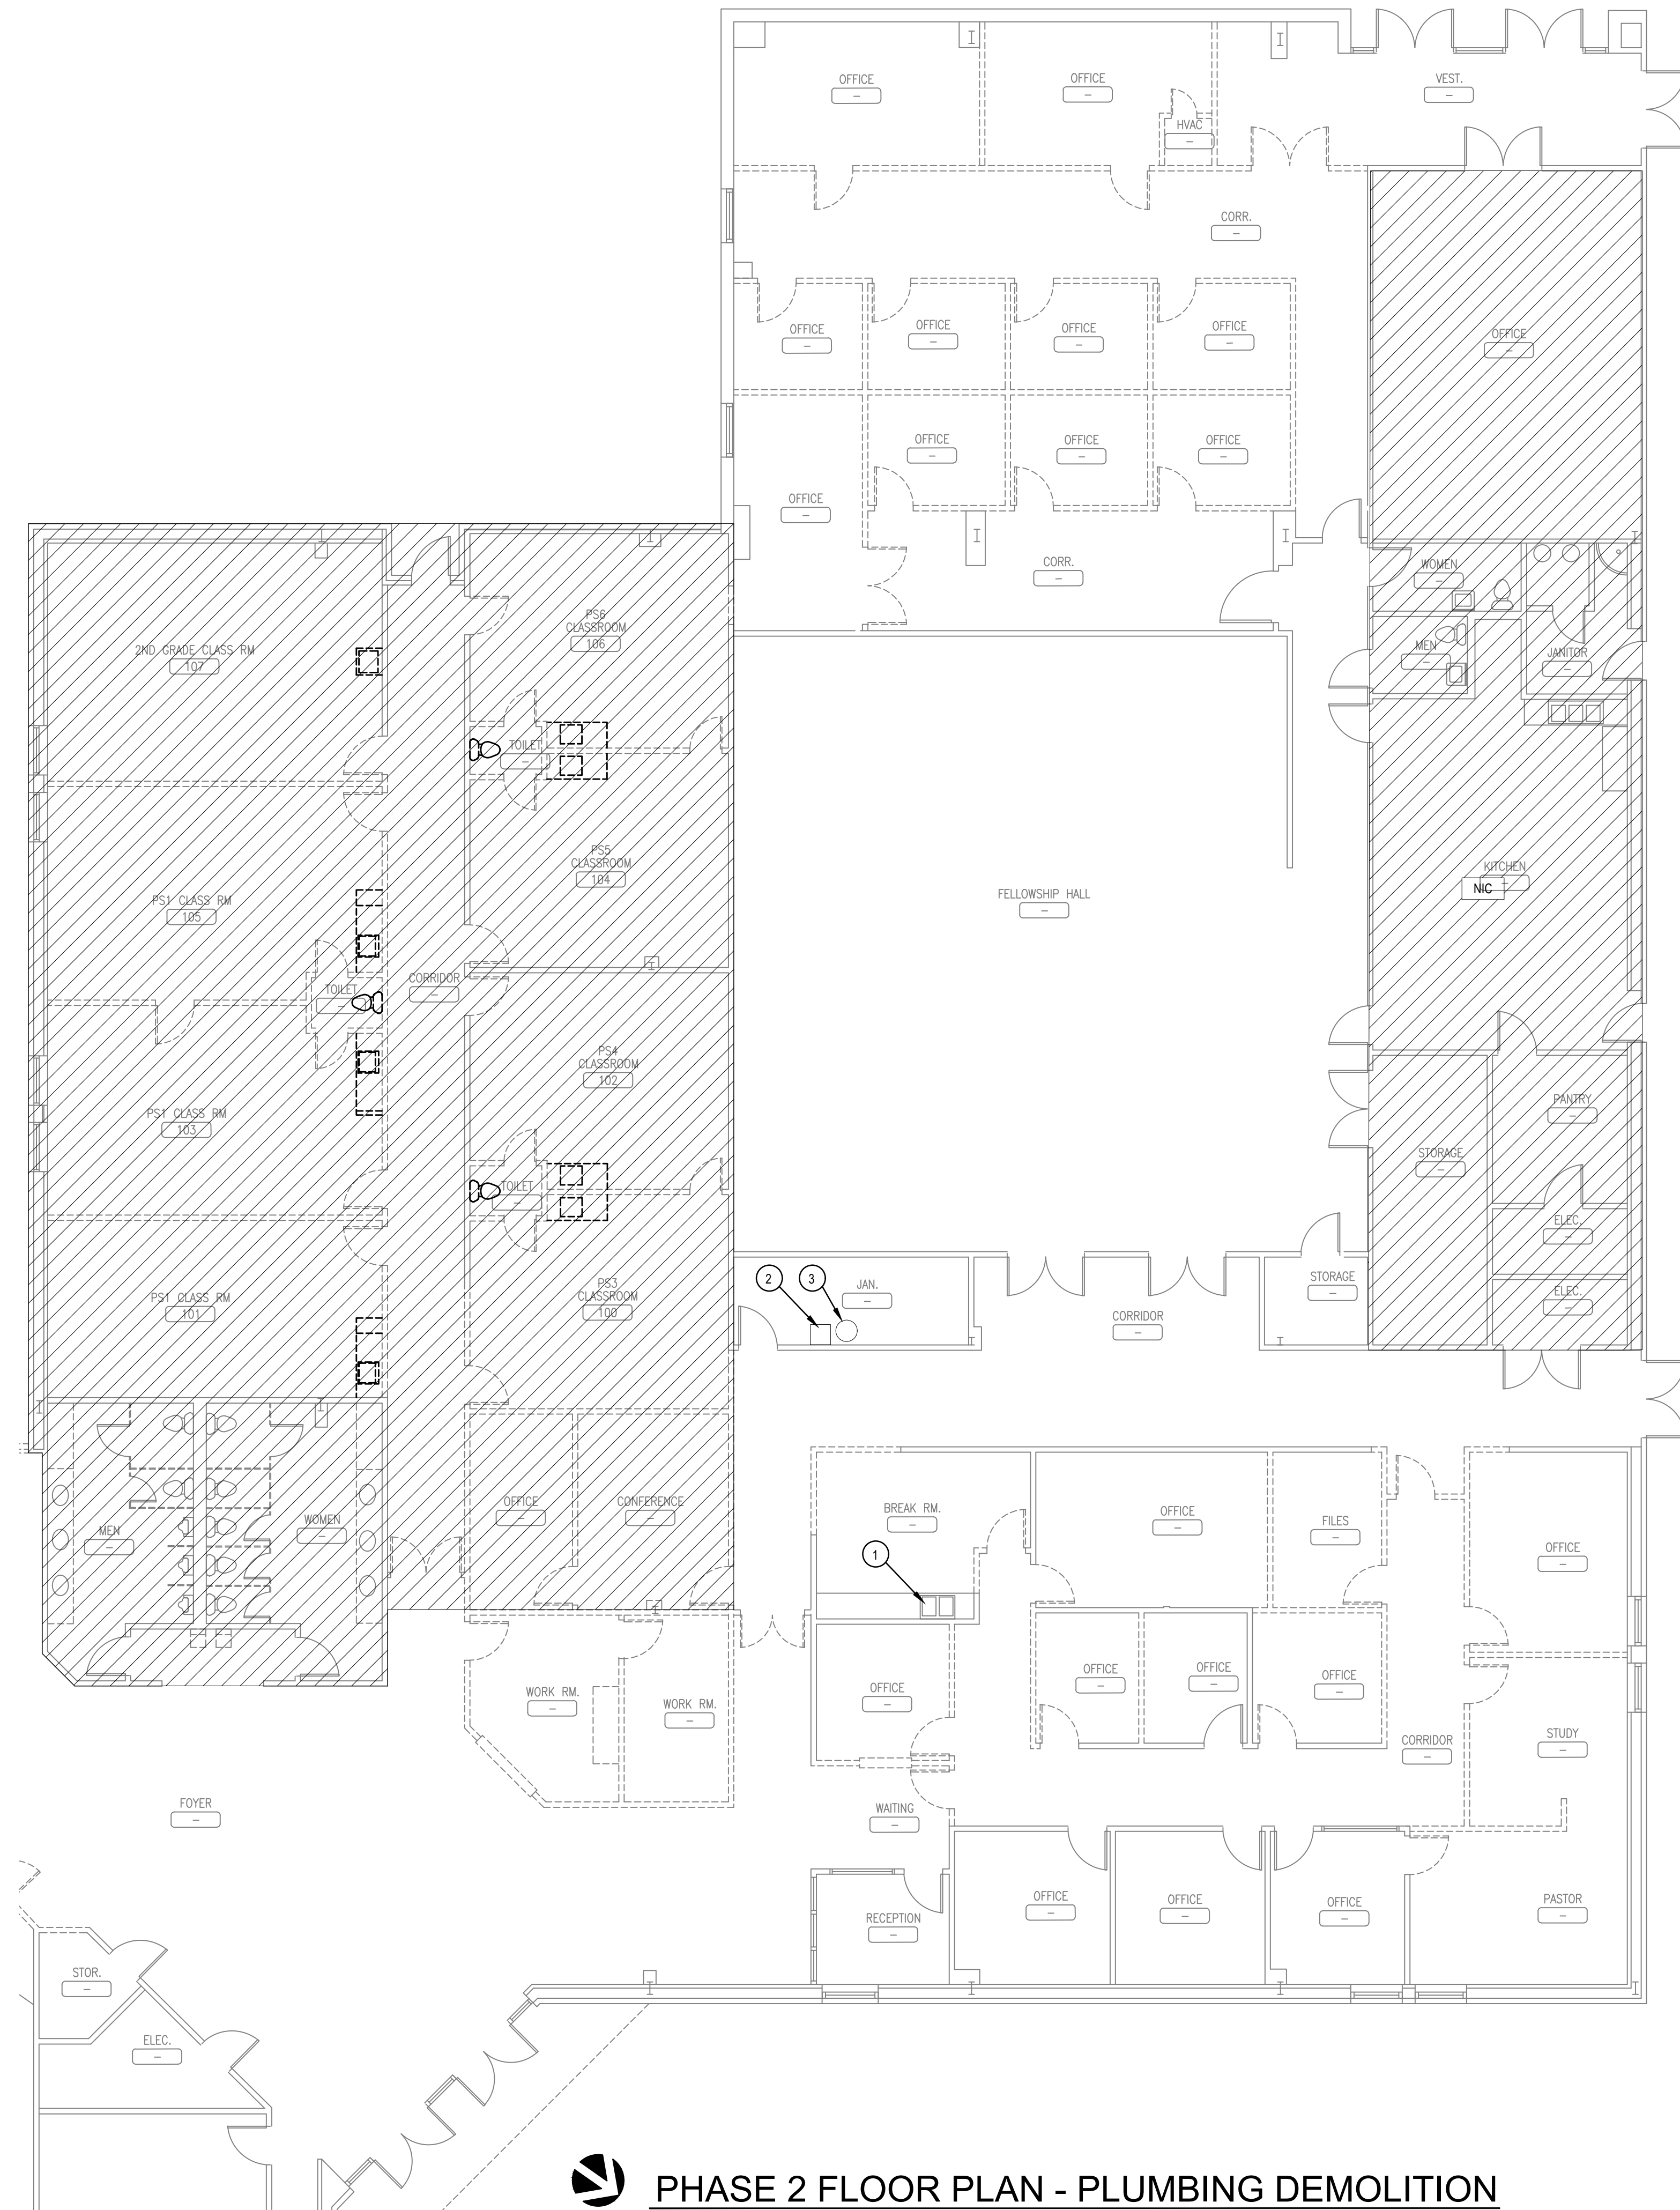 OFFICE
–
OFFICE
–
VEST.
–
HVAC
–
CORR.
–
OFFICE
–
OFFICE
–
OFFICE
–
OFFICE
–
OFFICE
–
OFFICE
–
OFFICE
–
OFFICE
–
OFFICE
–
CORR.
–
WOMEN
–
MEN
–
JANITOR
–
2ND GRADE CLASS RM
107
PS6
CLASSROOM
106
TOILET
–
PS5
CLASSROOM
104
PS1 CLASS RM
105
FELLOWSHIP HALL
–
KITCHEN
–
NIC
TOILET
–
CORRIDOR
–
PS4
CLASSROOM
102
PS1 CLASS RM
103
PANTRY
–
STORAGE
–
TOILET
–
ELEC.
–
PS1 CLASS RM
101
PS3
CLASSROOM
100
2
3
JAN.
–
CORRIDOR
–
STORAGE
–
ELEC.
–
MEN
–
WOMEN
–
OFFICE
–
CONFERENCE
–
BREAK RM.
–
1
OFFICE
–
FILES
–
OFFICE
–
WORK RM.
–
WORK RM.
–
OFFICE
–
OFFICE
–
OFFICE
–
OFFICE
–
CORRIDOR
–
STUDY
–
FOYER
–
WAITING
–
RECEPTION
–
OFFICE
–
OFFICE
–
OFFICE
–
PASTOR
–
STOR.
–
ELEC.
–
PHASE 2 FLOOR PLAN - PLUMBING DEMOLITION